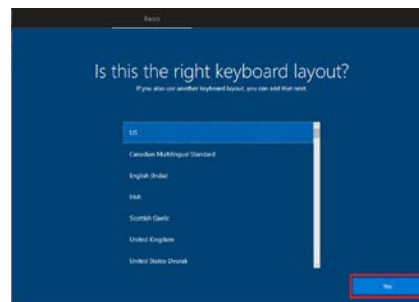 Basics
Is this the right keyboard layout?
If you also use another keyboard layout, you can add that next.
US
Canadian Multilingual Standard
English (India)
Irish
Scottish Gaelic
United Kingdom
United States-Dvorak
Yes